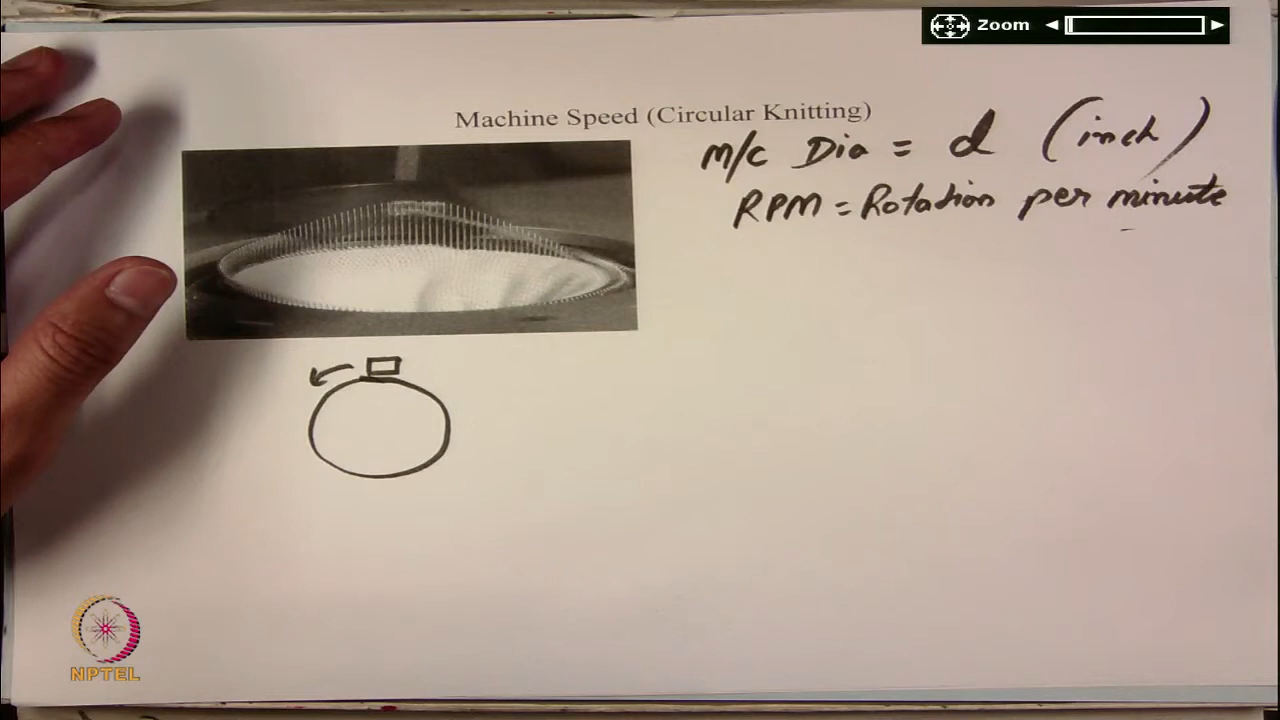 Zoom
Machine Speed (Circular Knitting)
M/C Dia = d (inch)
RPM = Rotation per minute
NPTEL